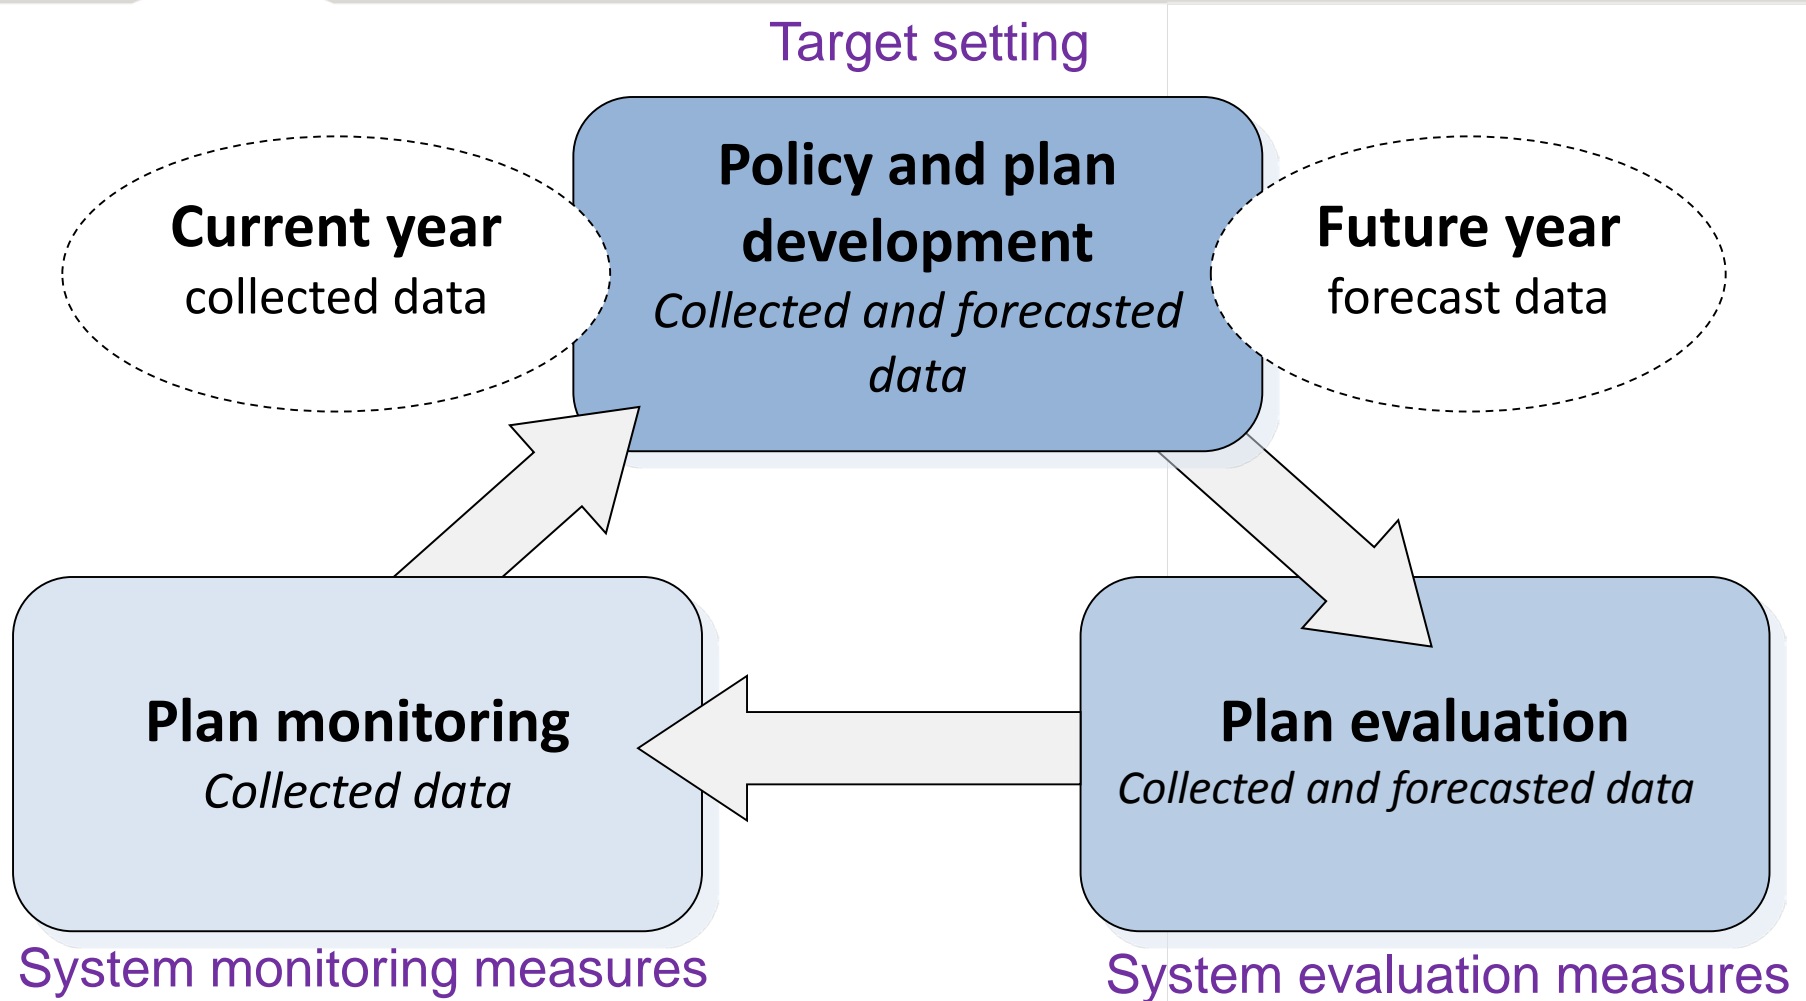 Target setting
Policy and plan
development
Collected and forecasted
data
Current year
collected data
Future year
forecast data
Plan monitoring
Collected data
Plan evaluation
Collected and forecasted data
System monitoring measures
System evaluation measures